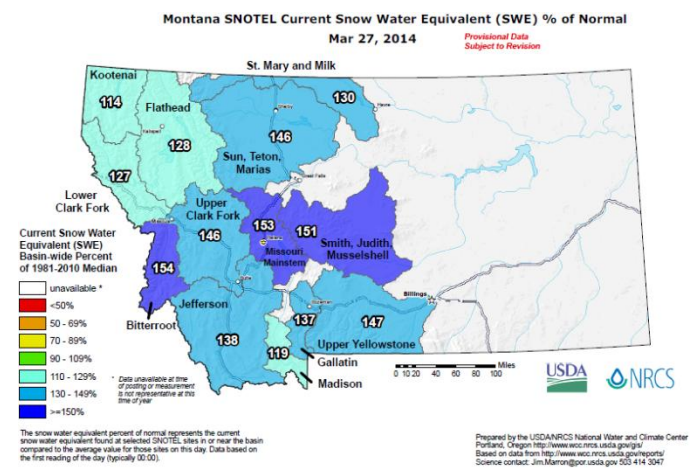 Montana SNOTEL Current Snow Water Equivalent (SWE) % of Normal
Mar 27, 2014
Provisional Data
Subject to Revision
St. Mary and Milk
Kootenai
114
Flathead
128
130
Havre
146
Sun, Teton,
Marias
127
Lower
Clark Fork
Upper
Clark Fork
146
153
Missouri
Mainstem
151
Smith, Judith,
Musselshell
154
Bitterroot
Jefferson
138
Butte
Bozeman
137
147
Upper Yellowstone
Billings
119
Gallatin
Madison
Current Snow Water
Equivalent (SWE)
Basin-wide Percent
of 1981-2010 Median
unavailable *
<50%
50 - 69%
70 - 89%
90 - 109%
110 - 129%
130 - 149%
>=150%
* Data unavailable at time
of posting or measurement
is not representative at this
time of year
Miles
0 10 20 40 60 80 100
USDA
NRCS
The snow water equivalent percent of normal represents the current
snow water equivalent found at selected SNOTEL sites in or near the basin
compared to the average value for those sites on this day. Data based on
the first reading of the day (typically 00:00).
Prepared by the USDA/NRCS National Water and Climate Center
Portland, Oregon http://www.wcc.nrcs.usda.gov/gis/
Based on data from http://www.wcc.nrcs.usda.gov/reports/
Science contact: Jim.Marron@por.usda.gov 503 414 3047